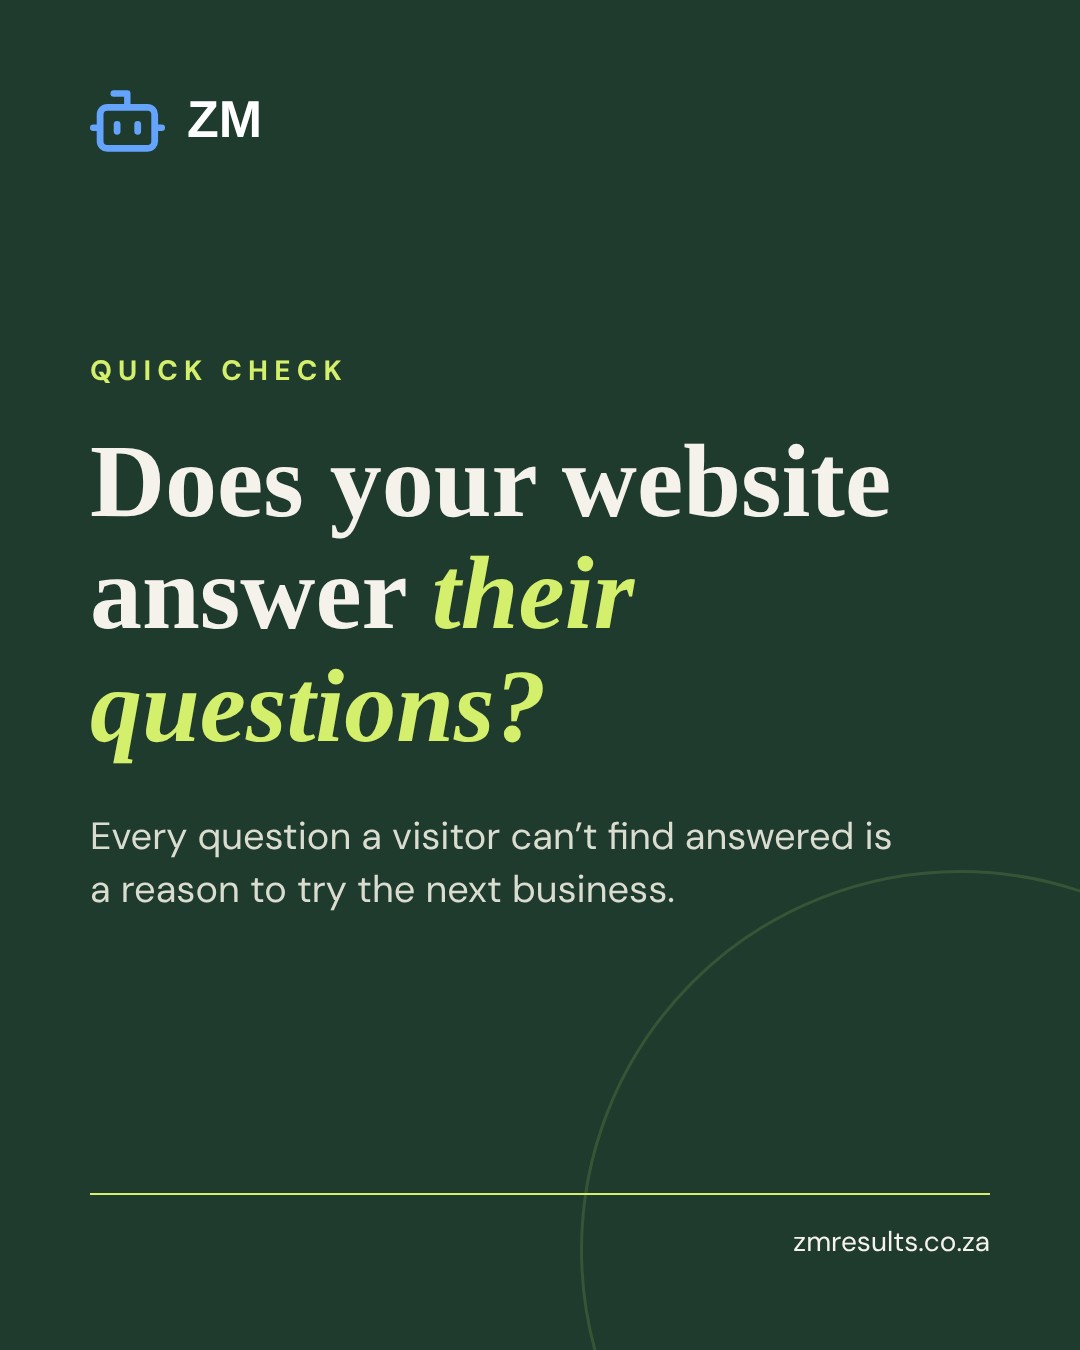 ZM
QUICK CHECK
Does your website
answer their
questions?
Every question a visitor can’t find answered is
a reason to try the next business.
zmresults.co.za